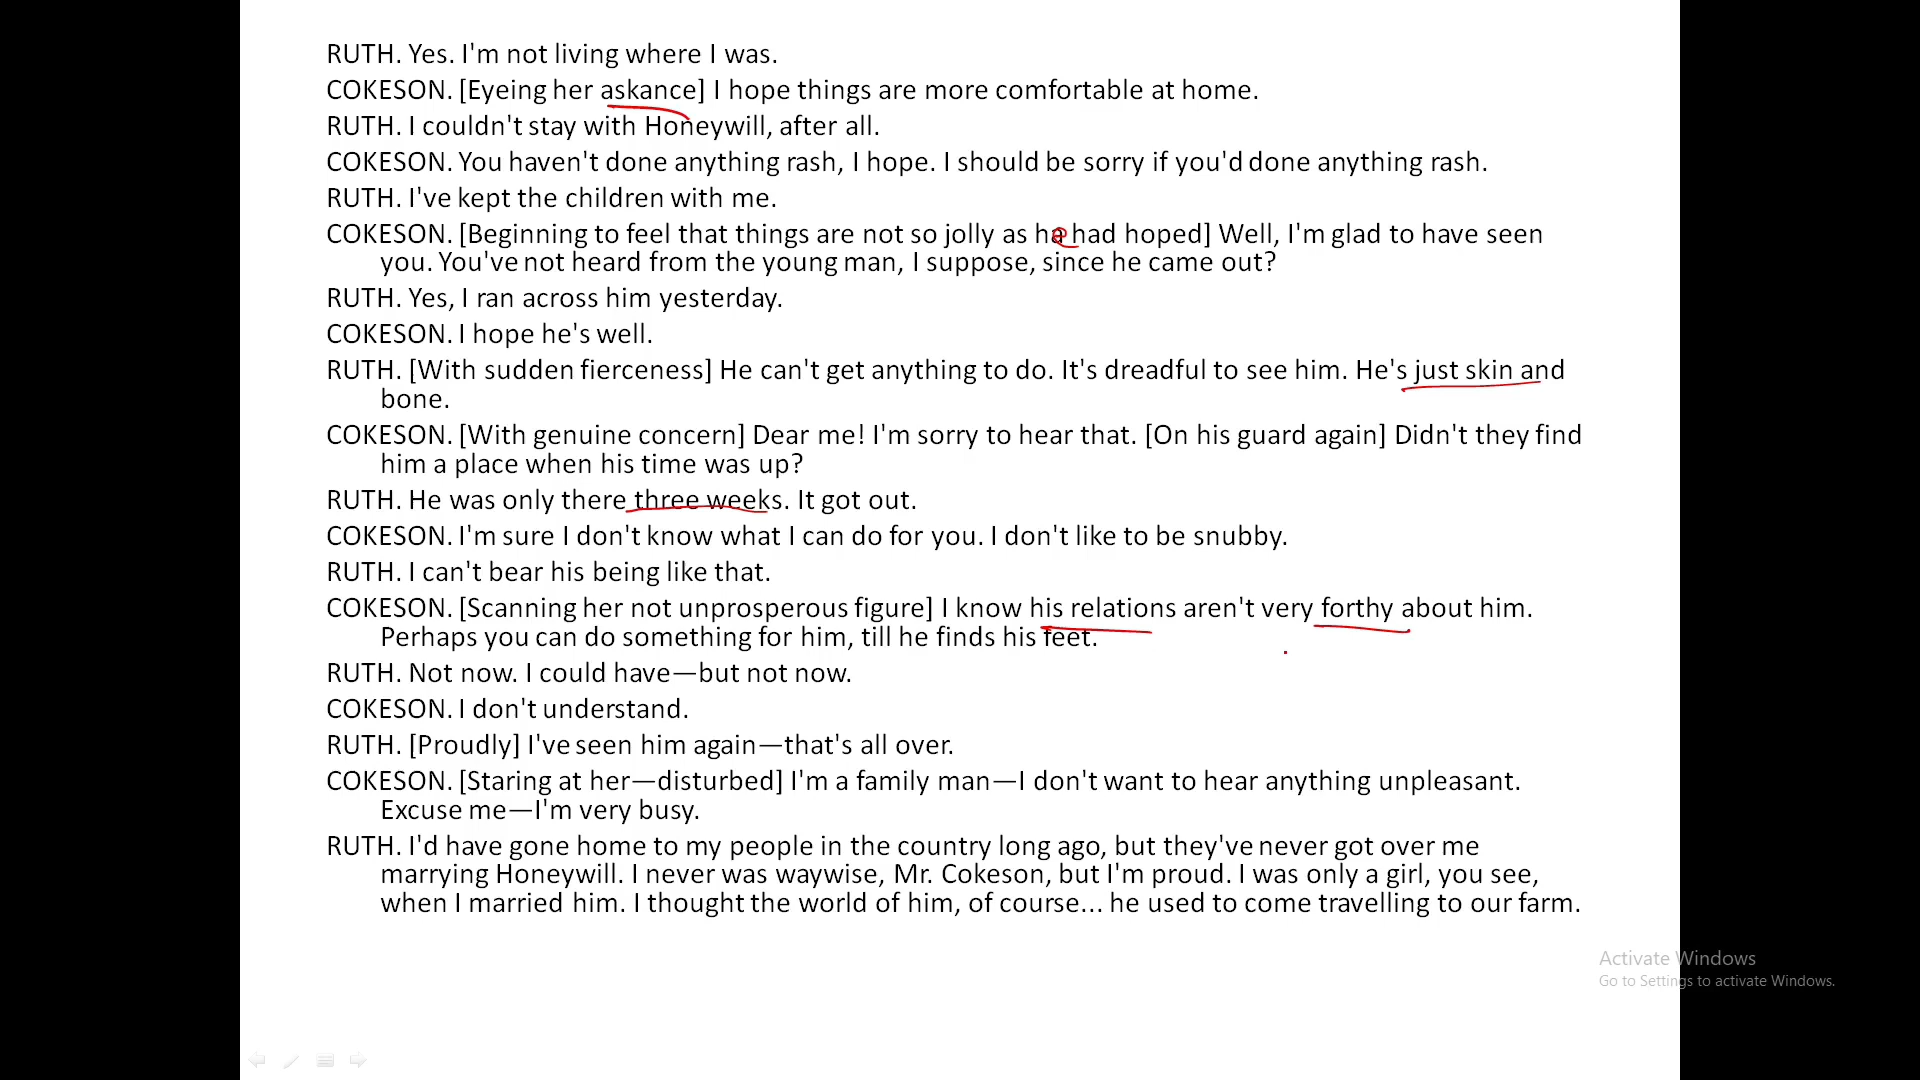 RUTH. Yes. I'm not living where I was.
COKESON. [Eyeing her askance] I hope things are more comfortable at home.
RUTH. I couldn't stay with Honeywill, after all.
COKESON. You haven't done anything rash, I hope. I should be sorry if you'd done anything rash.
RUTH. I've kept the children with me.
COKESON. [Beginning to feel that things are not so jolly as he had hoped] Well, I'm glad to have seen
you. You've not heard from the young man, I suppose, since he came out?
RUTH. Yes, I ran across him yesterday.
COKESON. I hope he's well.
RUTH. [With sudden fierceness] He can't get anything to do. It's dreadful to see him. He's just skin and
bone.
COKESON. [With genuine concern] Dear me! I'm sorry to hear that. [On his guard again] Didn't they find
him a place when his time was up?
RUTH. He was only there three weeks. It got out.
COKESON. I'm sure I don't know what I can do for you. I don't like to be snubby.
RUTH. I can't bear his being like that.
COKESON. [Scanning her not unprosperous figure] I know his relations aren't very forthy about him.
Perhaps you can do something for him, till he finds his feet.
RUTH. Not now. I could have—but not now.
COKESON. I don't understand.
RUTH. [Proudly] I've seen him again—that's all over.
COKESON. [Staring at her—disturbed] I'm a family man—I don't want to hear anything unpleasant.
Excuse me—I'm very busy.
RUTH. I'd have gone home to my people in the country long ago, but they've never got over me
marrying Honeywill. I never was waywise, Mr. Cokeson, but I'm proud. I was only a girl, you see,
when I married him. I thought the world of him, of course... he used to come travelling to our farm.
Activate Windows
Go to Settings to activate Windows.